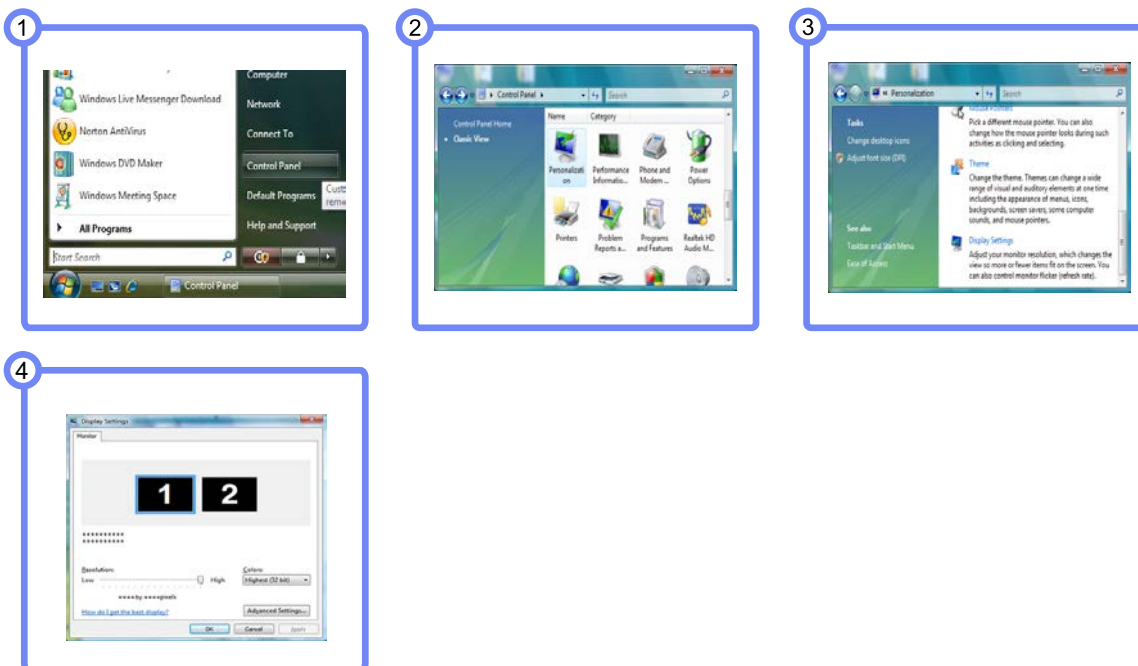 1
Computer
Windows Live Messenger Download
Network
Norton AntiVirus
Connect To
Windows DVD Maker
Control Panel
Windows Meeting Space
Default Programs
Cust
rem
All Programs
Help and Support
Start Search
Control Panel
2
Control Panel
Search
Control Panel Home
Classic View
Name Category
Personalizati
on
Performance
Informatio...
Phone and
Modem ...
Power
Options
Printers
Problem
Reports a...
Programs
and Features
Realtek HD
Audio M...
3
Personalization
Search
Tasks
Change desktop icons
Adjust font size (DPI)
See also
Taskbar and Start Menu
Ease of Access
Mouse Pointers
Pick a different mouse pointer. You can also
change how the mouse pointer looks during such
activities as clicking and selecting.
Theme
Change the theme. Themes can change a wide
range of visual and auditory elements at one time
including the appearance of menus, icons,
backgrounds, screen savers, some computer
sounds, and mouse pointers.
Display Settings
Adjust your monitor resolution, which changes the
view so more or fewer items fit on the screen. You
can also control monitor flicker (refresh rate).
4
Display Settings
Monitor
1 2
**********
**********
Resolution:
Low High
****by ****pixels
Colors:
Highest (32 bit)
How do I get the best display?
Advanced Settings...
OK Cancel Apply